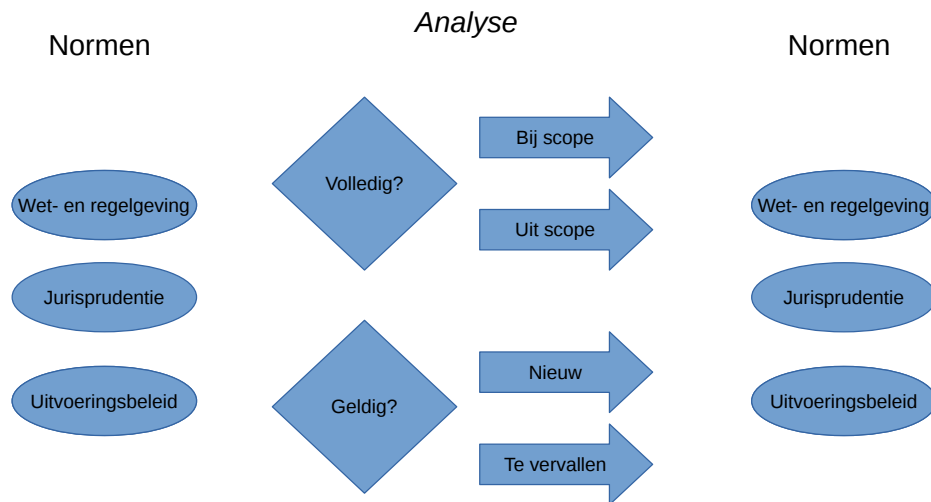 Normen
Wet- en regelgeving
Jurisprudentie
Uitvoeringsbeleid
Analyse
Volledig?
Bij scope
Uit scope
Geldig?
Nieuw
Te vervallen
Normen
Wet- en regelgeving
Jurisprudentie
Uitvoeringsbeleid